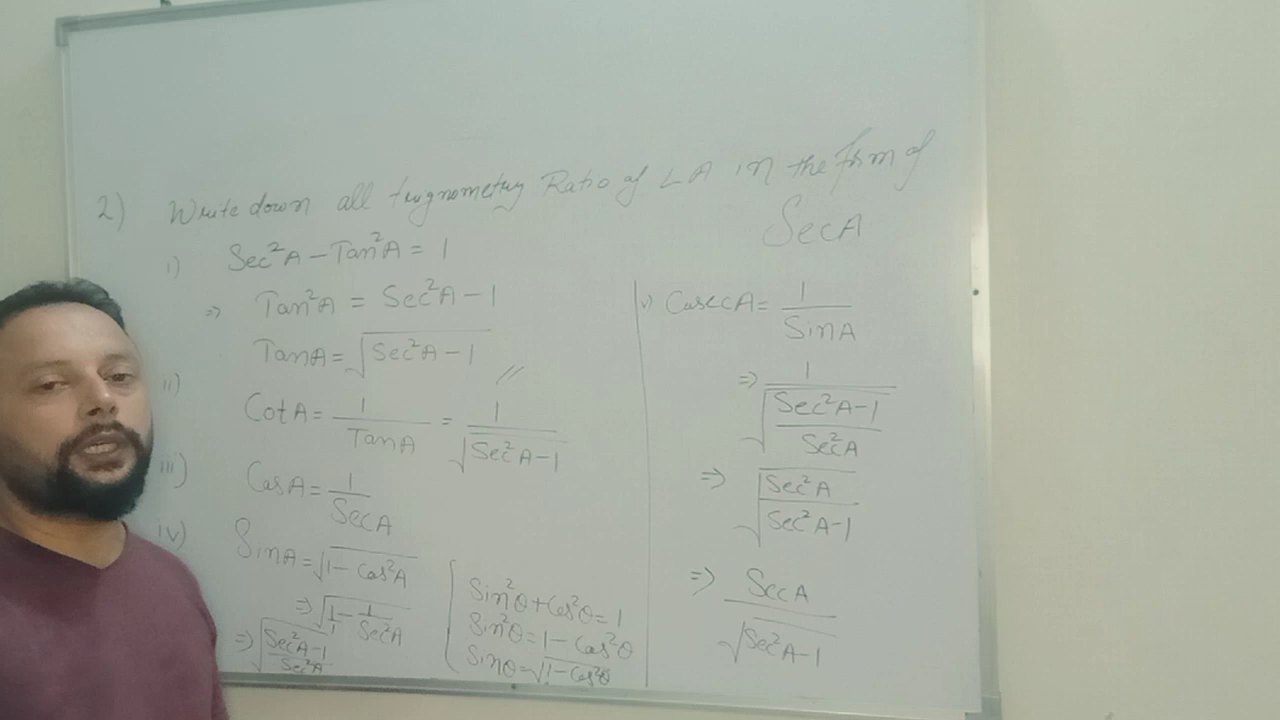 2) Write down all trignometry Ratio of ∠A in the form of
SecA
i) Sec²A − Tan²A = 1
⇒ Tan²A = Sec²A − 1
TanA = √(Sec²A − 1) //
ii) CotA = 1/TanA = 1/√(Sec²A − 1)
iii) CosA = 1/SecA
iv) SinA = √(1 − Cos²A)
⇒ √(1 − 1/Sec²A)
⇒ √((Sec²A − 1)/Sec²A)
Sin²θ + Cos²θ = 1
Sin²θ = 1 − Cos²θ
Sinθ = √(1 − Cos²θ)
v) CosecA = 1/SinA
⇒ 1/√((Sec²A − 1)/Sec²A)
⇒ √(Sec²A/(Sec²A − 1))
⇒ SecA/√(Sec²A − 1)